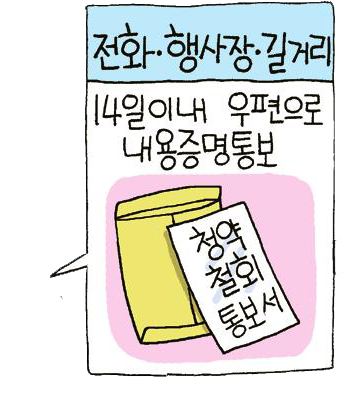 전화·행사장·길거리
14일이내 우편으로
내용증명통보
청약
철회
통보서